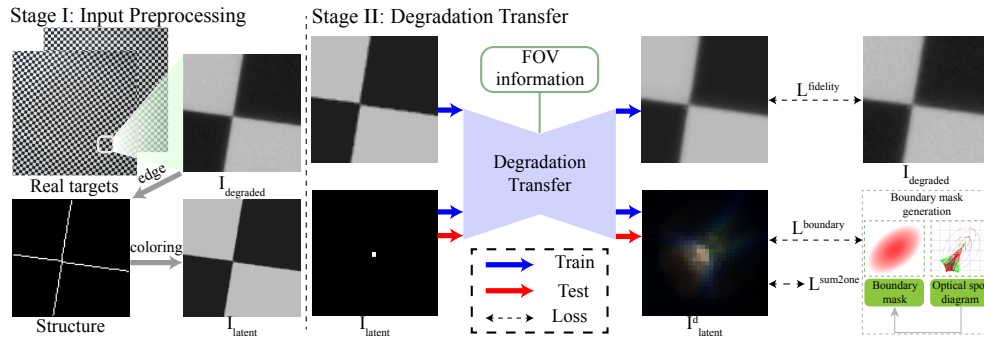 Stage I: Input Preprocessing
Real targets
edge
I_degraded
coloring
Structure
I_latent
Stage II: Degradation Transfer
FOV
information
Degradation
Transfer
Train
Test
Loss
I_latent
I^d_latent
L^fidelity
I_degraded
L^boundary
L^sum2one
Boundary mask
generation
Boundary
mask
Optical spot
diagram